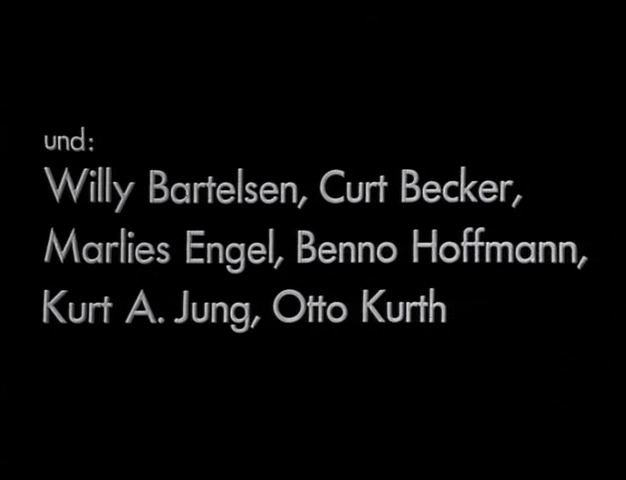 und:
Willy Bartelsen, Curt Becker,
Marlies Engel, Benno Hoffmann,
Kurt A. Jung, Otto Kurth